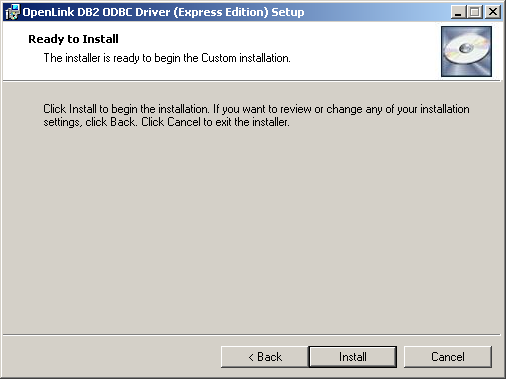 OpenLink DB2 ODBC Driver (Express Edition) Setup
Ready to Install
The installer is ready to begin the Custom installation.
Click Install to begin the installation. If you want to review or change any of your installation
settings, click Back. Click Cancel to exit the installer.
< Back
Install
Cancel